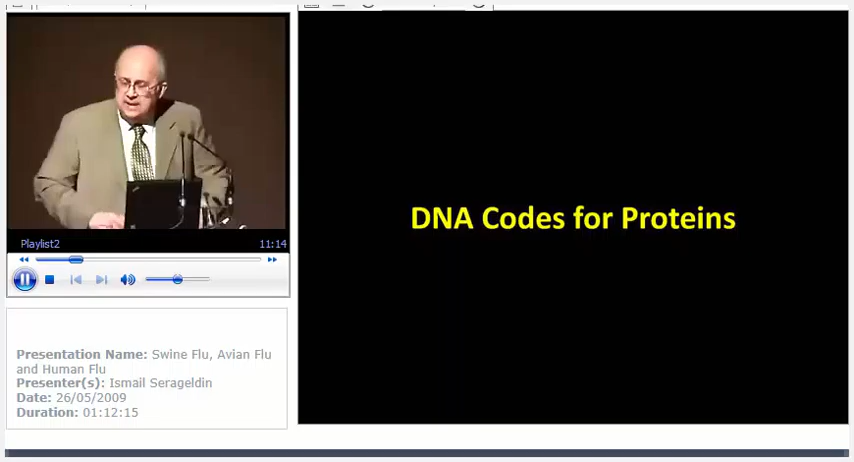 DNA Codes for Proteins
Playlist2
11:14
Presentation Name: Swine Flu, Avian Flu
and Human Flu
Presenter(s): Ismail Serageldin
Date: 26/05/2009
Duration: 01:12:15